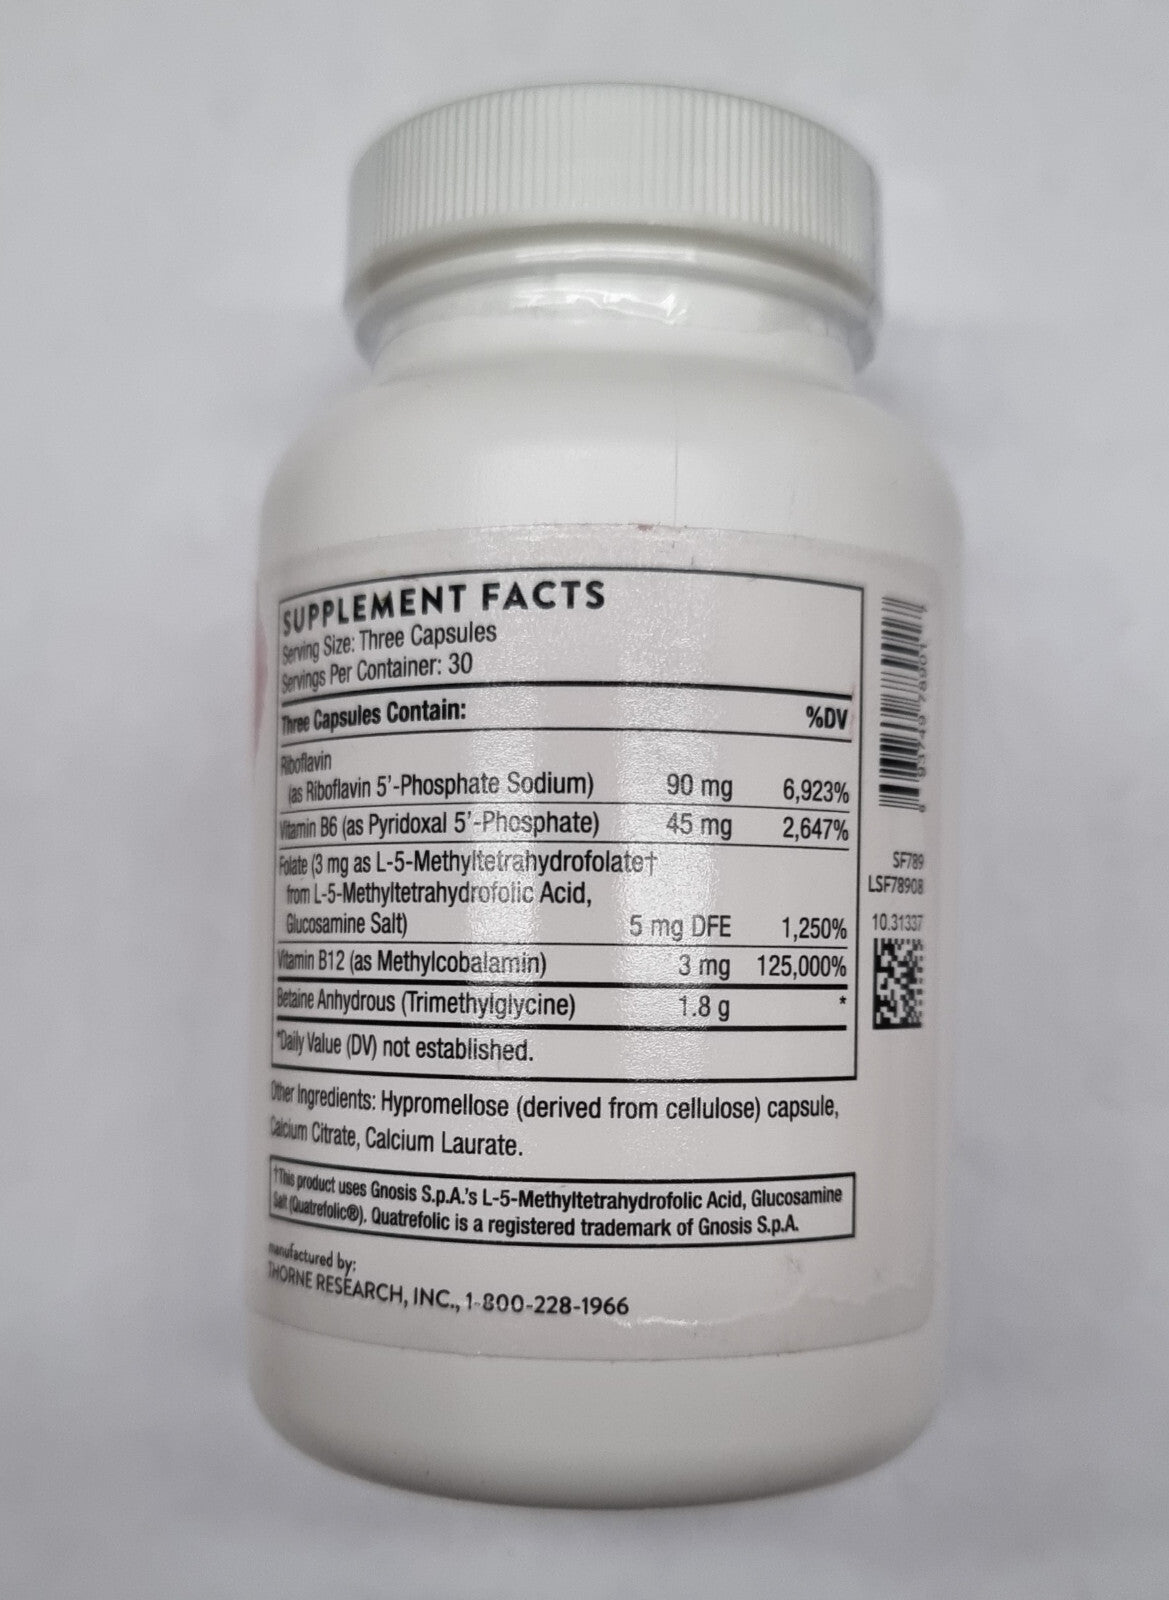 SUPPLEMENT FACTS
Serving Size: Three Capsules
Servings Per Container: 30
Three Capsules Contain: %DV
Riboflavin
(as Riboflavin 5'-Phosphate Sodium) 90 mg 6,923%
Vitamin B6 (as Pyridoxal 5'-Phosphate) 45 mg 2,647%
Folate (3 mg as L-5-Methyltetrahydrofolate†
from L-5-Methyltetrahydrofolic Acid,
Glucosamine Salt) 5 mg DFE 1,250%
Vitamin B12 (as Methylcobalamin) 3 mg 125,000%
Betaine Anhydrous (Trimethylglycine) 1.8 g *
*Daily Value (DV) not established.
Other Ingredients: Hypromellose (derived from cellulose) capsule,
Calcium Citrate, Calcium Laurate.
†This product uses Gnosis S.p.A.'s L-5-Methyltetrahydrofolic Acid, Glucosamine
Salt (Quatrefolic®). Quatrefolic is a registered trademark of Gnosis S.p.A.
manufactured by:
THORNE RESEARCH, INC., 1-800-228-1966
SF789
LSF78908
10.31337